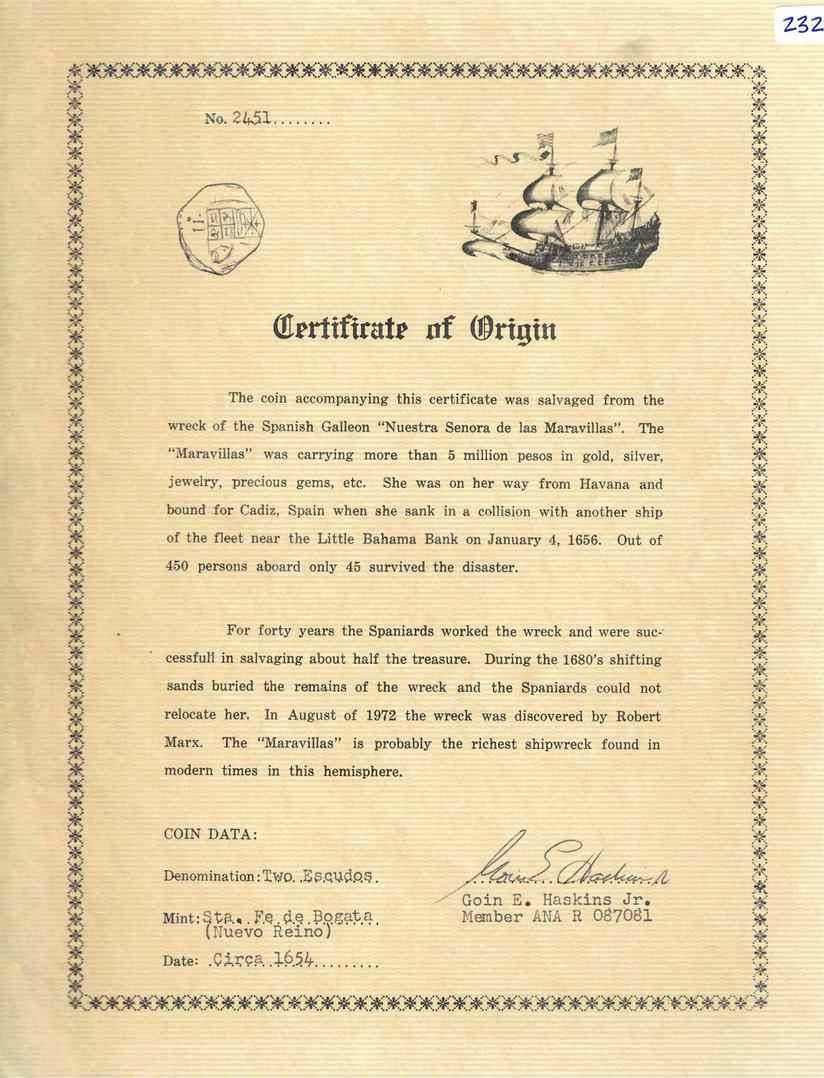 232
No. 2451........
Certificate of Origin
The coin accompanying this certificate was salvaged from the
wreck of the Spanish Galleon "Nuestra Senora de las Maravillas". The
"Maravillas" was carrying more than 5 million pesos in gold, silver,
jewelry, precious gems, etc. She was on her way from Havana and
bound for Cadiz, Spain when she sank in a collision with another ship
of the fleet near the Little Bahama Bank on January 4, 1656. Out of
450 persons aboard only 45 survived the disaster.
For forty years the Spaniards worked the wreck and were suc-
cessfull in salvaging about half the treasure. During the 1680's shifting
sands buried the remains of the wreck and the Spaniards could not
relocate her. In August of 1972 the wreck was discovered by Robert
Marx. The "Maravillas" is probably the richest shipwreck found in
modern times in this hemisphere.
COIN DATA:
Denomination: Two Escudos.
Mint: Sta. Fe de Bogata
(Nuevo Reino)
Date: Circa 1654.........
Goin E. Haskins
Goin E. Haskins Jr.
Member ANA R 087081